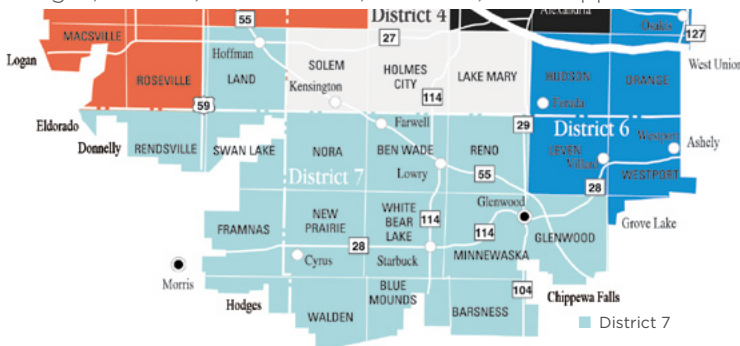 District 4
Alexandria
Osakis
127
55
27
MACSVILLE
Hoffman
Logan
West Union
SOLEM
HOLMES
CITY
LAKE MARY
HUDSON
ORANGE
ROSEVILLE
LAND
Kensington
114
59
Farwell
29
District 6
Westport
Ashely
Eldorado
Donnelly
RENDSVILLE
SWAN LAKE
NORA
BEN WADE
RENO
LEVEN
Villard
District 7
Lowry
55
28
WESTPORT
Glenwood
Grove Lake
FRAMNAS
NEW
PRAIRIE
WHITE
BEAR
LAKE
114
114
GLENWOOD
28
Cyrus
Starbuck
MINNEWASKA
Morris
Hodges
BLUE
MOUNDS
104
Chippewa Falls
WALDEN
BARSNESS
District 7